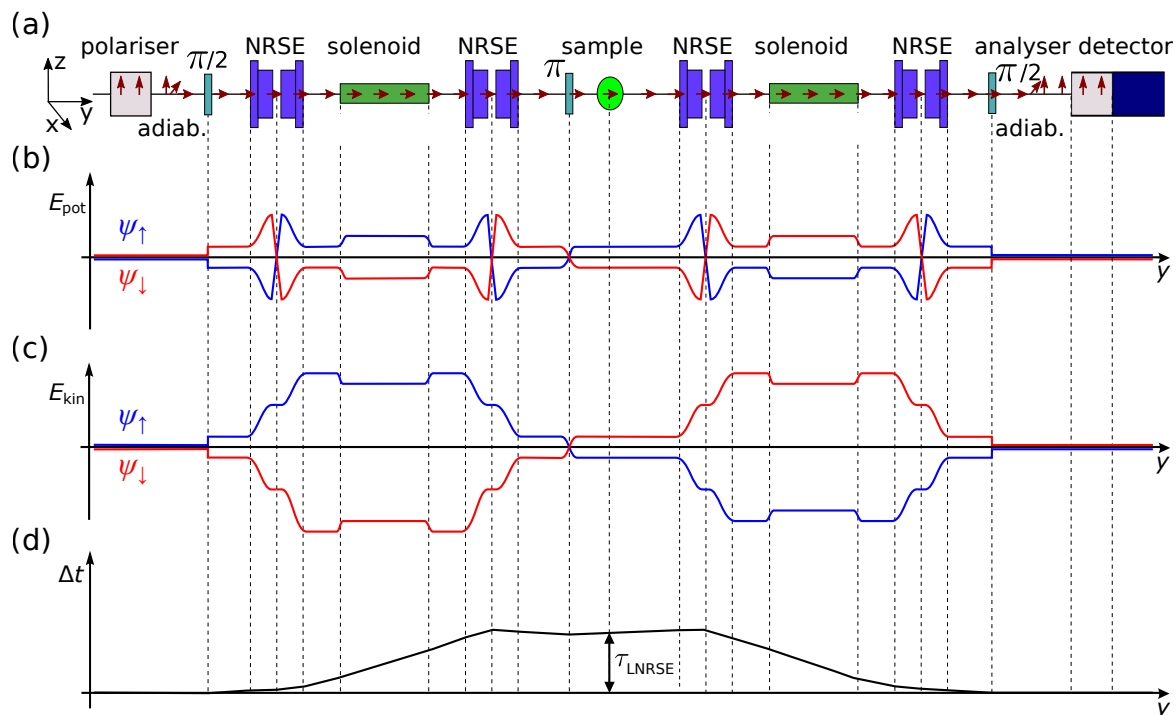 (a)
polariser π/2 NRSE solenoid NRSE π sample NRSE solenoid NRSE π/2 analyser detector
z
y
x
adiab. adiab.
(b)
E_pot
ψ↑
ψ↓
y
(c)
E_kin
ψ↑
ψ↓
y
(d)
Δt
τ_LNRSE
y